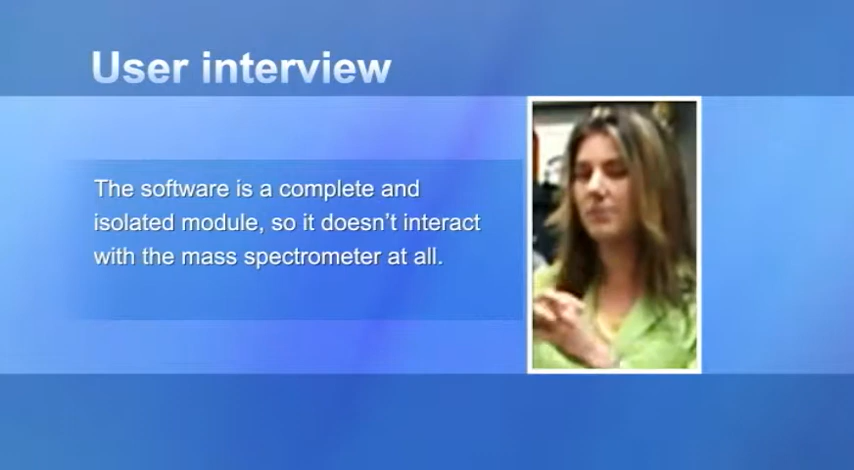 User interview
The software is a complete and
isolated module, so it doesn’t interact
with the mass spectrometer at all.